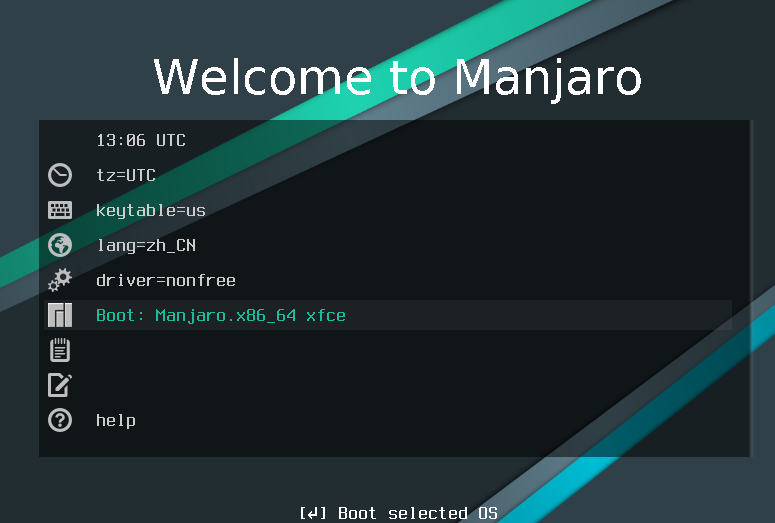 Welcome to Manjaro
13:06 UTC
tz=UTC
keytable=us
lang=zh_CN
driver=nonfree
Boot: Manjaro.x86_64 xfce
help
[↵] Boot selected OS